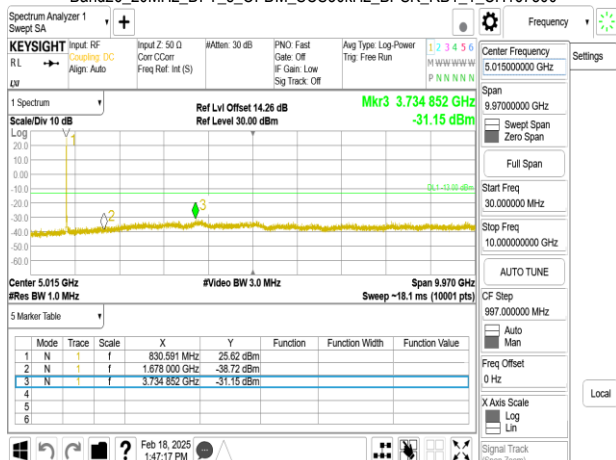 Spectrum Analyzer 1
Swept SA
Frequency
Settings
KEYSIGHT
RL
LXI
Input: RF
Coupling: DC
Align: Auto
Input Z: 50 Ω
Corr CCorr
Freq Ref: Int (S)
#Atten: 30 dB
PNO: Fast
Gate: Off
IF Gain: Low
Sig Track: Off
Avg Type: Log-Power
Trig: Free Run
1 2 3 4 5 6
M W W W W W
P N N N N N
1 Spectrum
Scale/Div 10 dB
Log
Ref Lvl Offset 14.26 dB
Ref Level 30.00 dBm
Mkr3 3.734 852 GHz
-31.15 dBm
20.0
10.0
0.00
-10.0
-20.0
-30.0
-40.0
-50.0
-60.0
1
2
3
DL1 -13.00 dBm
Center 5.015 GHz
#Res BW 1.0 MHz
#Video BW 3.0 MHz
Span 9.970 GHz
Sweep ~18.1 ms (10001 pts)
5 Marker Table
Mode Trace Scale X Y Function Function Width Function Value
1 N 1 f 830.591 MHz 25.62 dBm
2 N 1 f 1.678 000 GHz -38.72 dBm
3 N 1 f 3.734 852 GHz -31.15 dBm
4
5
6
Feb 18, 2025
1:47:17 PM
Center Frequency
5.015000000 GHz
Span
9.97000000 GHz
Swept Span
Zero Span
Full Span
Start Freq
30.000000 MHz
Stop Freq
10.000000000 GHz
AUTO TUNE
CF Step
997.000000 MHz
Auto
Man
Freq Offset
0 Hz
X Axis Scale
Log
Lin
Signal Track
(Span Zoom)
Local